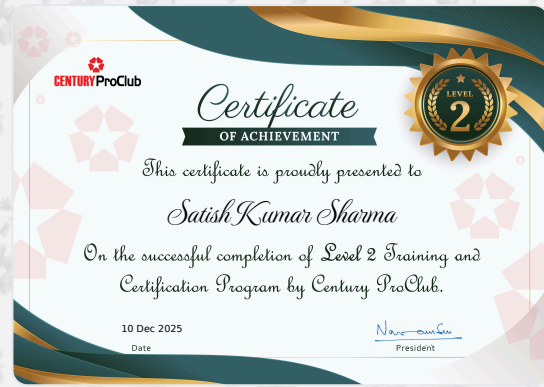 CENTURY ProClub
Certificate
OF ACHIEVEMENT
LEVEL
2
This certificate is proudly presented to
Satish Kumar Sharma
On the successful completion of Level 2 Training and
Certification Program by Century ProClub.
10 Dec 2025
Date
President